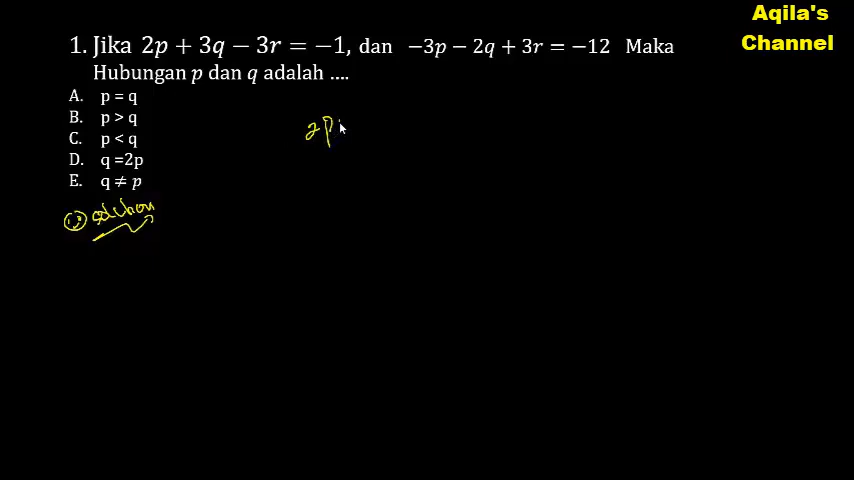 Aqila's
Channel
1. Jika 2p + 3q − 3r = −1, dan −3p − 2q + 3r = −12 Maka
Hubungan p dan q adalah ....
A. p = q
B. p > q
C. p < q
D. q =2p
E. q ≠ p
2p